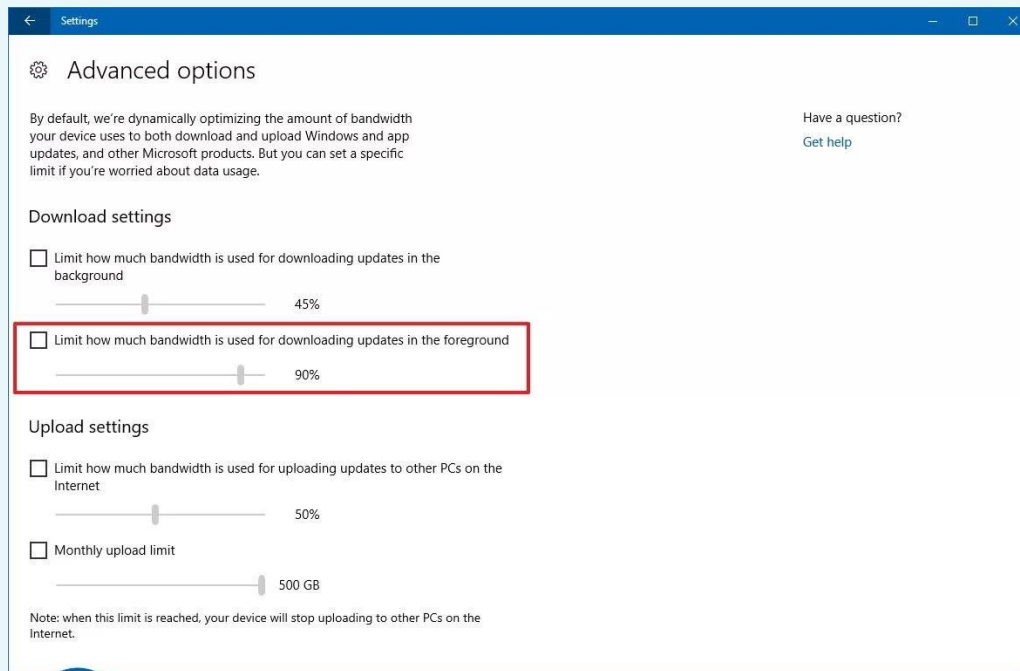 Settings
Advanced options
By default, we're dynamically optimizing the amount of bandwidth
your device uses to both download and upload Windows and app
updates, and other Microsoft products. But you can set a specific
limit if you're worried about data usage.
Have a question?
Get help
Download settings
Limit how much bandwidth is used for downloading updates in the
background
45%
Limit how much bandwidth is used for downloading updates in the foreground
90%
Upload settings
Limit how much bandwidth is used for uploading updates to other PCs on the
Internet
50%
Monthly upload limit
500 GB
Note: when this limit is reached, your device will stop uploading to other PCs on the
Internet.